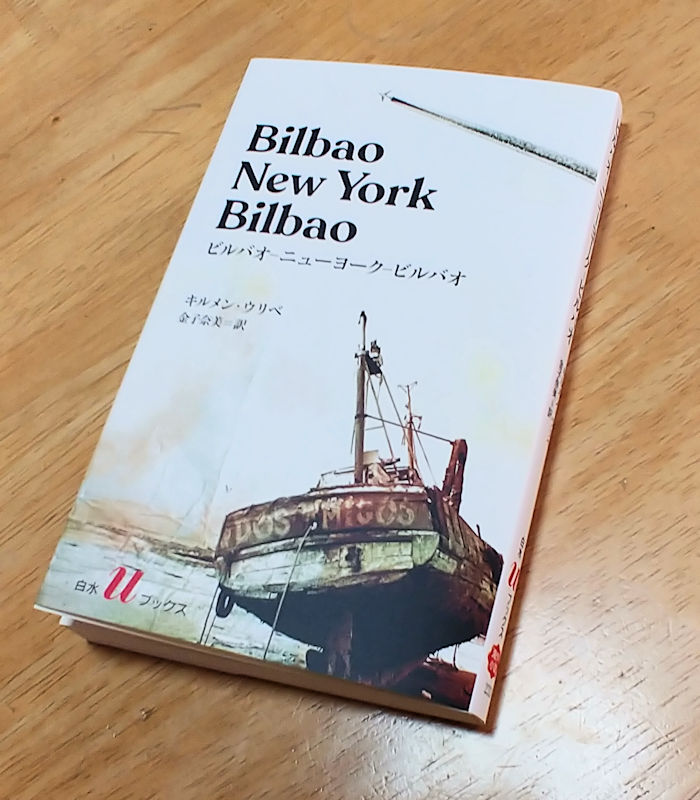 Bilbao
New York
Bilbao
ビルバオ–ニューヨーク–ビルバオ
キルメン・ウリベ
金子奈美=訳
DOS AMIGOS
白水uブックス